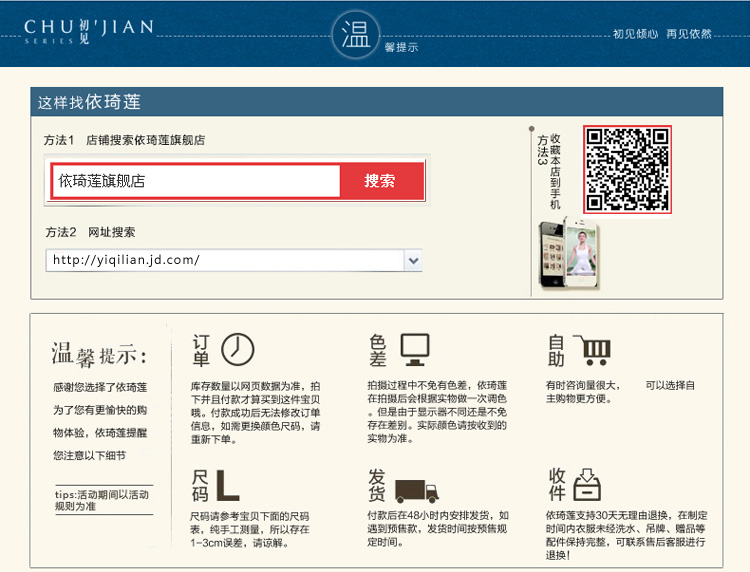 CHU初见'JIAN
SERIES
温
馨提示
初见倾心 再见依然
这样找依琦莲
方法1 店铺搜索依琦莲旗舰店
依琦莲旗舰店
搜索
方法2 网址搜索
http://yiqilian.jd.com/
方法3
收藏本店到手机
温馨提示:
感谢您选择了依琦莲
为了您有更愉快的购
物体验，依琦莲提醒
您注意以下细节
tips:活动期间以活动
规则为准
订单
库存数量以网页数据为准，拍
下并且付款才算买到这件宝贝
哦。付款成功后无法修改订单
信息，如需更换颜色尺码，请
重新下单。
色差
拍摄过程中不免有色差，依琦莲
在拍摄后会根据实物做一次调色
。但是由于显示器不同还是不免
存在差别。实际颜色请按收到的
实物为准。
自助
有时咨询量很大， 可以选择自
主购物更方便。
尺码
L
尺码请参考宝贝下面的尺码
表，纯手工测量，所以存在
1-3cm误差，请谅解。
发货
付款后在48小时内安排发货，如
遇到预售款，发货时间按预售规
定时间。
收件
依琦莲支持30天无理由退换，在制定
时间内衣服未经洗水、吊牌、赠品等
配件保持完整，可联系售后客服进行
退换！